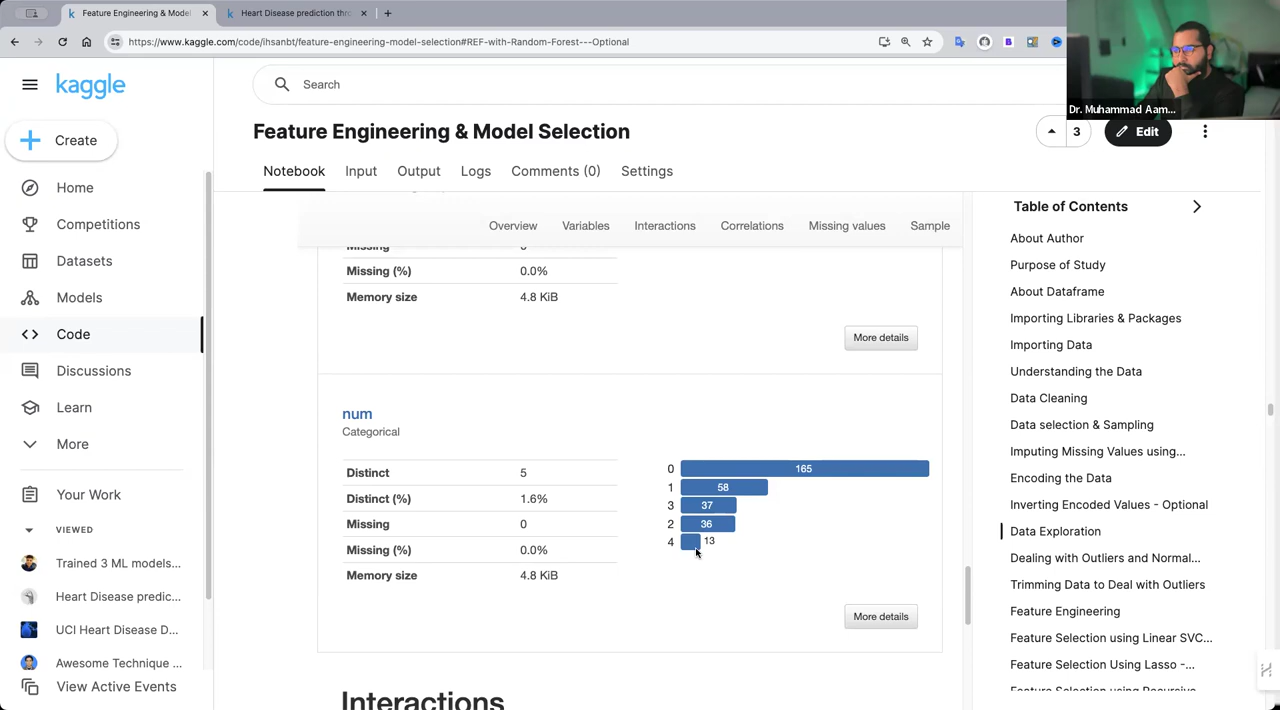 Feature Engineering & Model
Heart Disease prediction thro
https://www.kaggle.com/code/ihsanbt/feature-engineering-model-selection#REF-with-Random-Forest---Optional
Dr. Muhammad Aam...
kaggle
Search
Create
Home
Competitions
Datasets
Models
Code
Discussions
Learn
More
Your Work
VIEWED
Trained 3 ML models...
Heart Disease predic...
UCI Heart Disease D...
Awesome Technique ...
View Active Events
Feature Engineering & Model Selection
3
Edit
Notebook
Input
Output
Logs
Comments (0)
Settings
Overview
Variables
Interactions
Correlations
Missing values
Sample
Missing
Missing (%) 0.0%
Memory size 4.8 KiB
More details
num
Categorical
Distinct 5
Distinct (%) 1.6%
Missing 0
Missing (%) 0.0%
Memory size 4.8 KiB
0 165
1 58
3 37
2 36
4 13
More details
Interactions
Table of Contents
About Author
Purpose of Study
About Dataframe
Importing Libraries & Packages
Importing Data
Understanding the Data
Data Cleaning
Data selection & Sampling
Imputing Missing Values using...
Encoding the Data
Inverting Encoded Values - Optional
Data Exploration
Dealing with Outliers and Normal...
Trimming Data to Deal with Outliers
Feature Engineering
Feature Selection using Linear SVC...
Feature Selection Using Lasso -...
Feature Selection using Recursive